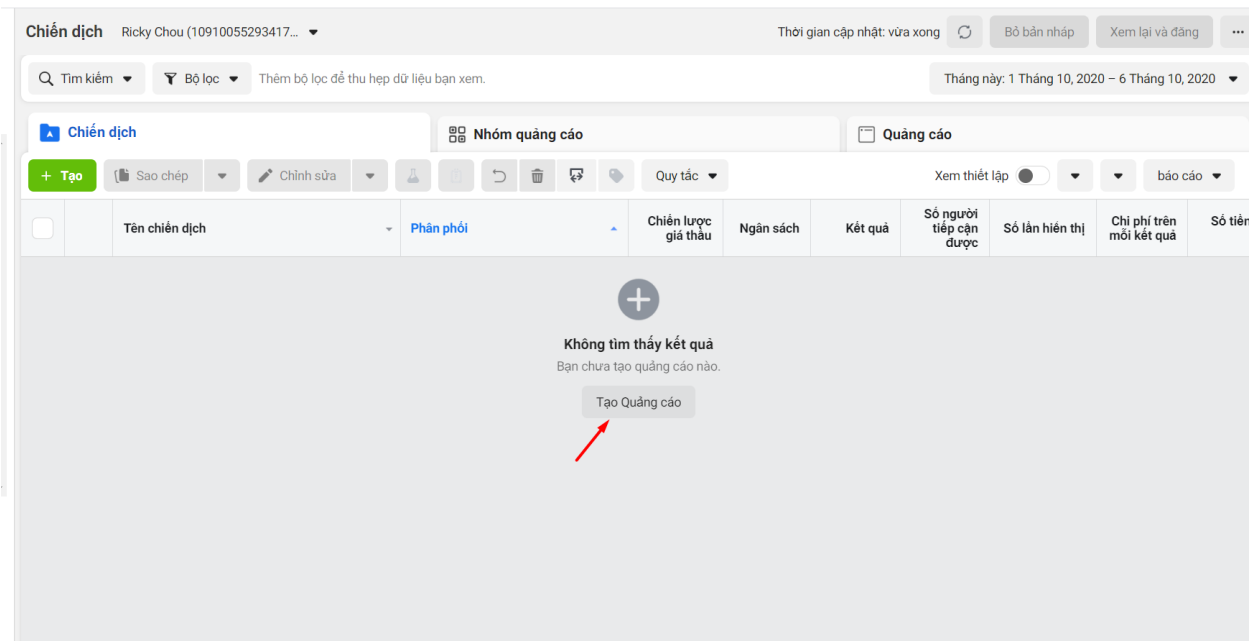 Chiến dịch Ricky Chou (10910055293417... Thời gian cập nhật: vừa xong Bỏ bản nháp Xem lại và đăng ...
Tìm kiếm Bộ lọc Thêm bộ lọc để thu hẹp dữ liệu bạn xem. Tháng này: 1 Tháng 10, 2020 – 6 Tháng 10, 2020
Chiến dịch Nhóm quảng cáo Quảng cáo
+ Tạo Sao chép Chỉnh sửa Quy tắc Xem thiết lập báo cáo
Tên chiến dịch Phân phối Chiến lược giá thầu Ngân sách Kết quả Số người tiếp cận được Số lần hiển thị Chi phí trên mỗi kết quả Số tiền
Không tìm thấy kết quả
Bạn chưa tạo quảng cáo nào.
Tạo Quảng cáo